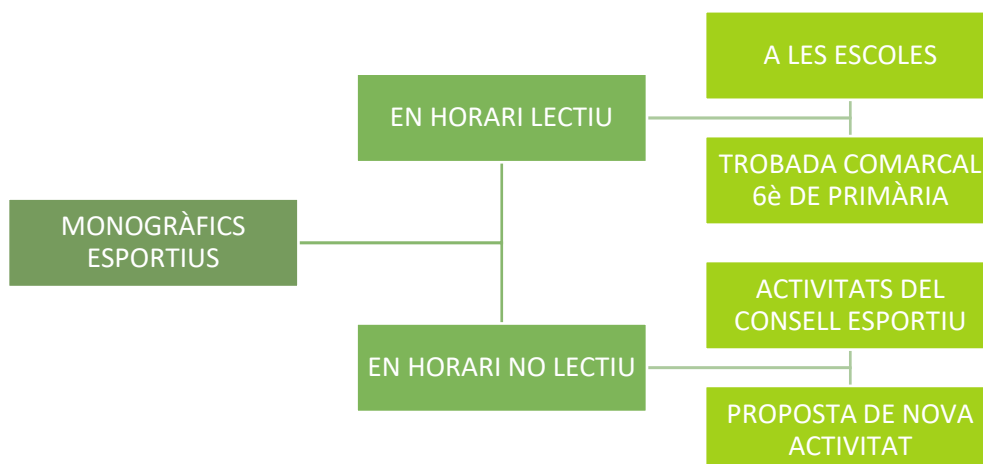 A LES ESCOLES
EN HORARI LECTIU
TROBADA COMARCAL
6è DE PRIMÀRIA
MONOGRÀFICS
ESPORTIUS
ACTIVITATS DEL
CONSELL ESPORTIU
EN HORARI NO LECTIU
PROPOSTA DE NOVA
ACTIVITAT